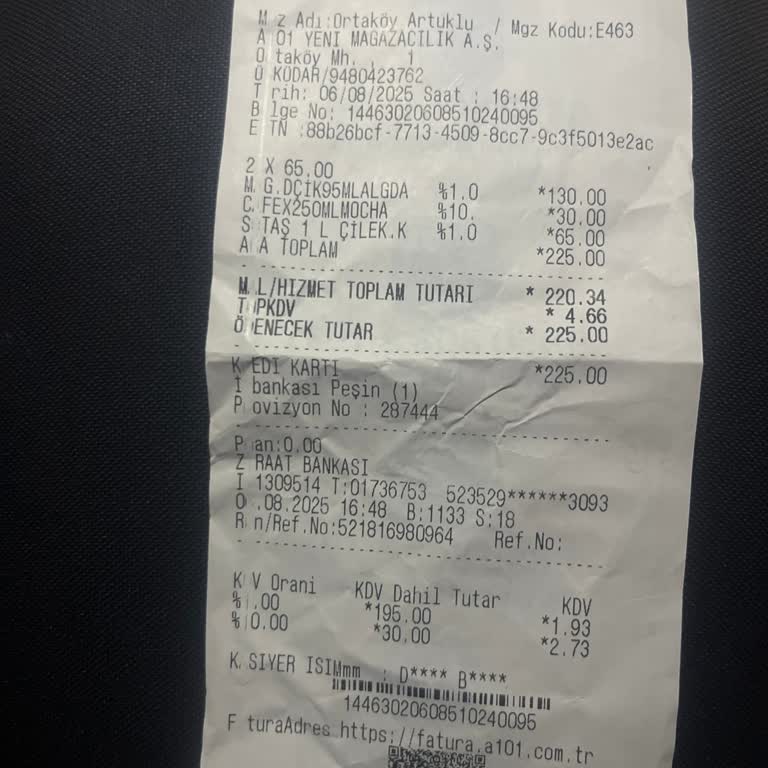 M z Adı:Ortaköy Artuklu / Mgz Kodu:E463
A 01 YENI MAGAZACILIK A.Ş.
O taköy Mh. , 1
Ü KÜDAR/9480423762
T rih: 06/08/2025 Saat : 16:48
B lge No: 14463020608510240095
E TN :88b26bcf-7713-4509-8cc7-9c3f5013e2ac
2 X 65.00
M.G.DÇİK95MLALGDA %1.0 *130.00
C.FEX250MLMOCHA %10. *30.00
S TAŞ 1 L ÇİLEK.K %1.0 *65.00
A A TOPLAM *225.00
M L/HIZMET TOPLAM TUTARI * 220.34
T PKDV * 4.66
Ö ENECEK TUTAR * 225.00
K EDI KARTI *225.00
İ bankası Peşin (1)
P ovizyon No : 287444
P an:0.00
Z RAAT BANKASI
I 1309514 T:01736753 523529******3093
0 .08.2025 16:48 B:1133 S:18
R n/Ref.No:521816980964 Ref.No:
K V Orani KDV Dahil Tutar KDV
% .00 *195.00 *1.93
% 0.00 *30.00 *2.73
K SIYER ISIMmm : D**** B****
14463020608510240095
F turaAdres:https://fatura.a101.com.tr